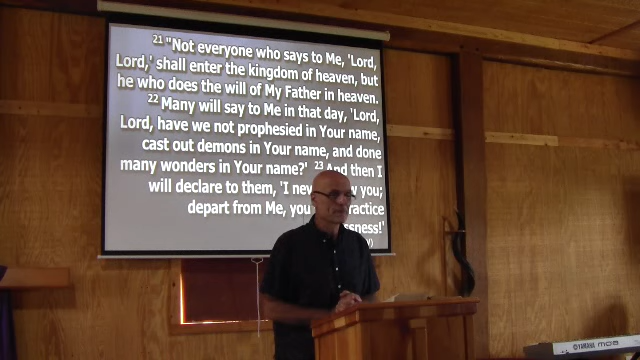 21 "Not everyone who says to Me, 'Lord,
Lord,' shall enter the kingdom of heaven, but
he who does the will of My Father in heaven.
22 Many will say to Me in that day, 'Lord,
Lord, have we not prophesied in Your name,
cast out demons in Your name, and done
many wonders in Your name?' 23 And then I
will declare to them, 'I never you;
depart from Me, you practice
YAMAHA